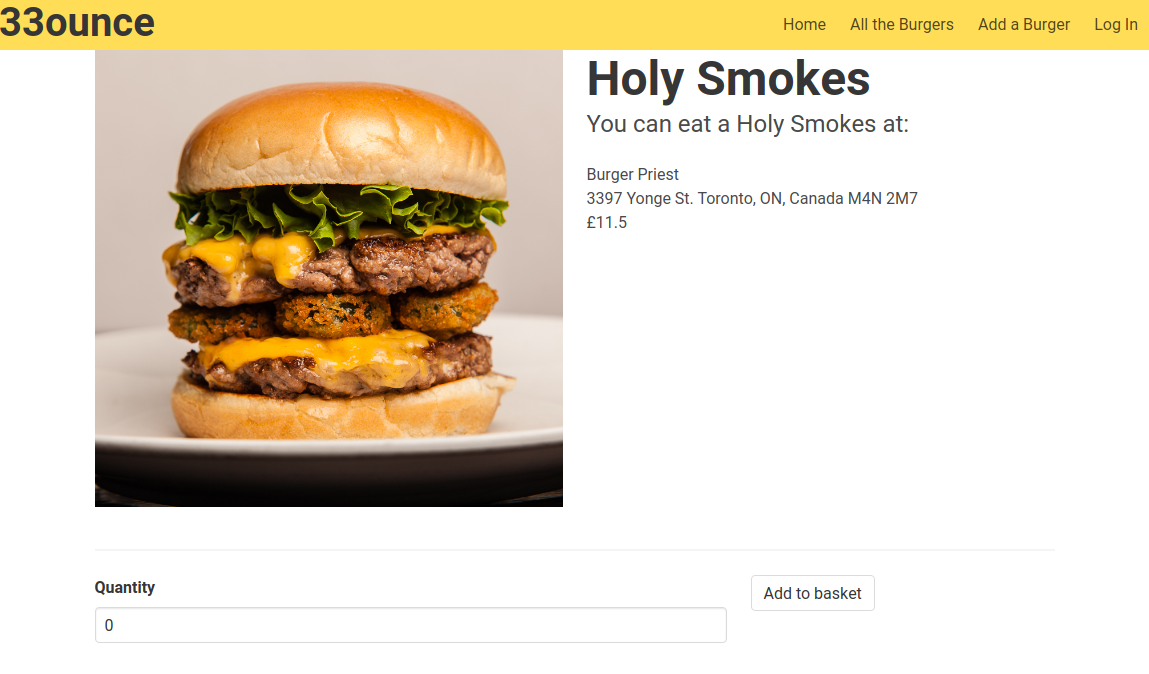 33ounce
Home All the Burgers Add a Burger Log In
Holy Smokes
You can eat a Holy Smokes at:
Burger Priest
3397 Yonge St. Toronto, ON, Canada M4N 2M7
£11.5
Quantity
0
Add to basket